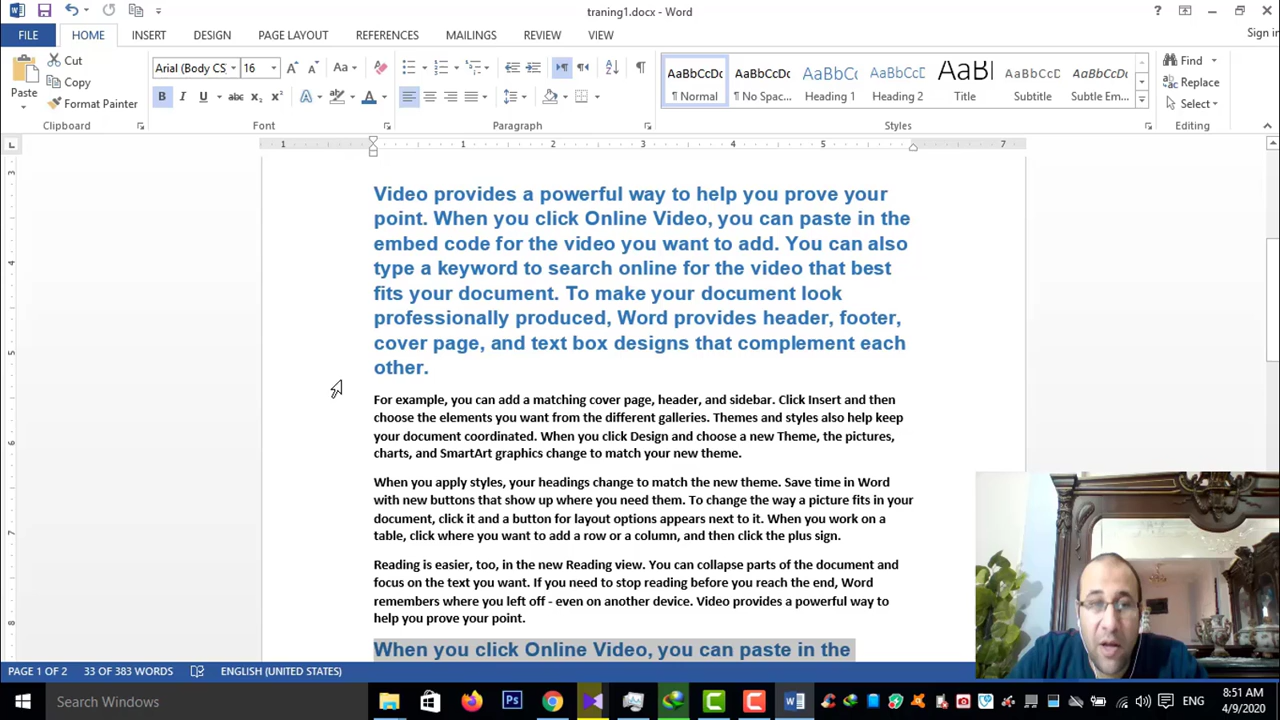 traning1.docx - Word
Sign in
FILE HOME INSERT DESIGN PAGE LAYOUT REFERENCES MAILINGS REVIEW VIEW
Paste
Cut
Copy
Format Painter
Clipboard
Arial (Body CS
16
Font
Paragraph
AaBbCcDc AaBbCcDc AaBbCc AaBbCcC AaBl AaBbCcC AaBbCcDc
¶ Normal ¶ No Spac... Heading 1 Heading 2 Title Subtitle Subtle Em...
Styles
Find
Replace
Select
Editing
1 1 2 3 4 5 7
3
4
5
6
7
8
Video provides a powerful way to help you prove your
point. When you click Online Video, you can paste in the
embed code for the video you want to add. You can also
type a keyword to search online for the video that best
fits your document. To make your document look
professionally produced, Word provides header, footer,
cover page, and text box designs that complement each
other.
For example, you can add a matching cover page, header, and sidebar. Click Insert and then
choose the elements you want from the different galleries. Themes and styles also help keep
your document coordinated. When you click Design and choose a new Theme, the pictures,
charts, and SmartArt graphics change to match your new theme.
When you apply styles, your headings change to match the new theme. Save time in Word
with new buttons that show up where you need them. To change the way a picture fits in your
document, click it and a button for layout options appears next to it. When you work on a
table, click where you want to add a row or a column, and then click the plus sign.
Reading is easier, too, in the new Reading view. You can collapse parts of the document and
focus on the text you want. If you need to stop reading before you reach the end, Word
remembers where you left off - even on another device. Video provides a powerful way to
help you prove your point.
When you click Online Video, you can paste in the
PAGE 1 OF 2 33 OF 383 WORDS ENGLISH (UNITED STATES)
Search Windows
ENG
8:51 AM
4/9/2020